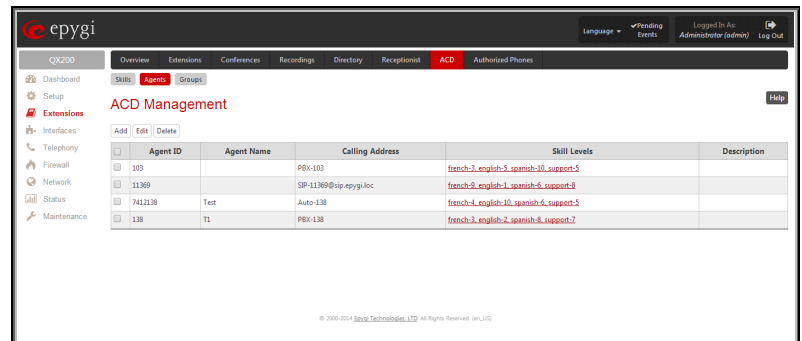 epygi
Language
Pending Events
Logged In As:
Administrator (admin)
Log Out
QX200
Overview Extensions Conferences Recordings Directory Receptionist ACD Authorized Phones
Dashboard
Setup
Extensions
Interfaces
Telephony
Firewall
Network
Status
Maintenance
Skills Agents Groups
Help
ACD Management
Add Edit Delete
Agent ID Agent Name Calling Address Skill Levels Description
103 PBX-103 french-3, english-5, spanish-10, support-5
11369 SIP-11369@sip.epygi.loc french-9, english-1, spanish-6, support-8
7412138 Test Auto-138 french-4, english-10, spanish-6, support-5
138 T1 PBX-138 french-3, english-2, spanish-8, support-7
© 2000-2014 Epygi Technologies, LTD. All Rights Reserved. (en_US)